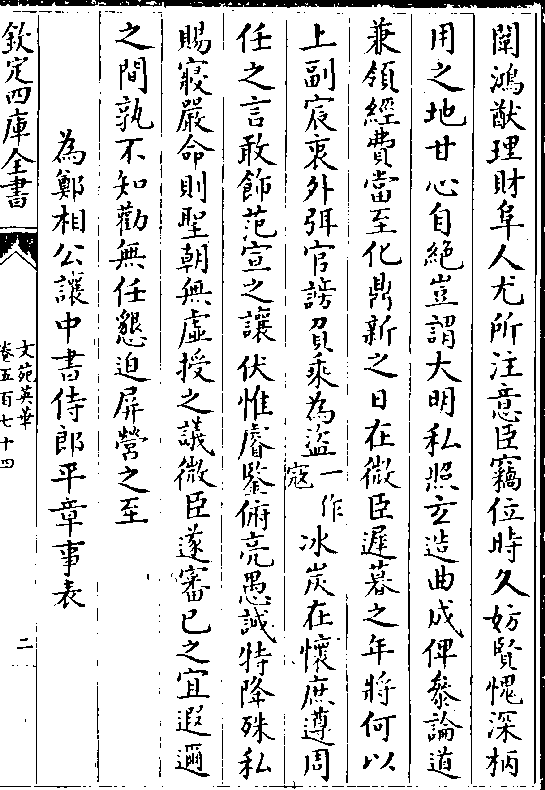 闡鴻猷理財阜人尤所注意臣竊位時久妨賢愧深柄
用之地甘心自絶豈謂大明私照玄造曲成俾叅論道
兼領經費當至化鼎新之日在微臣遲暮之年將何以
上副宸衷外弭官謗負乘為盜一作寇冰炭在懷庶遵周
任之言敢飾范宣之讓伏惟睿鑒俯亮愚誠特降殊私
賜寢嚴命則聖朝無虚授之議微臣遂審已之宜遐邇
之間孰不知勸無任懇迫屏營之至
為鄭相公讓中書侍郎平章事表
欽定四庫全書
文苑英華
卷五百七十四
二